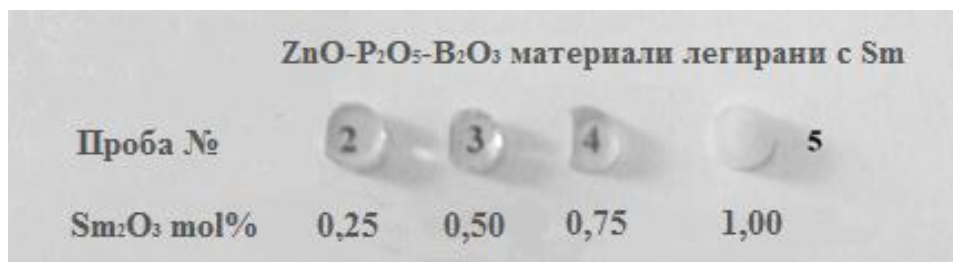 ZnO-P₂O₅-B₂O₃ материали легирани с Sm
Проба № 2 3 4 5
Sm₂O₃ mol% 0,25 0,50 0,75 1,00